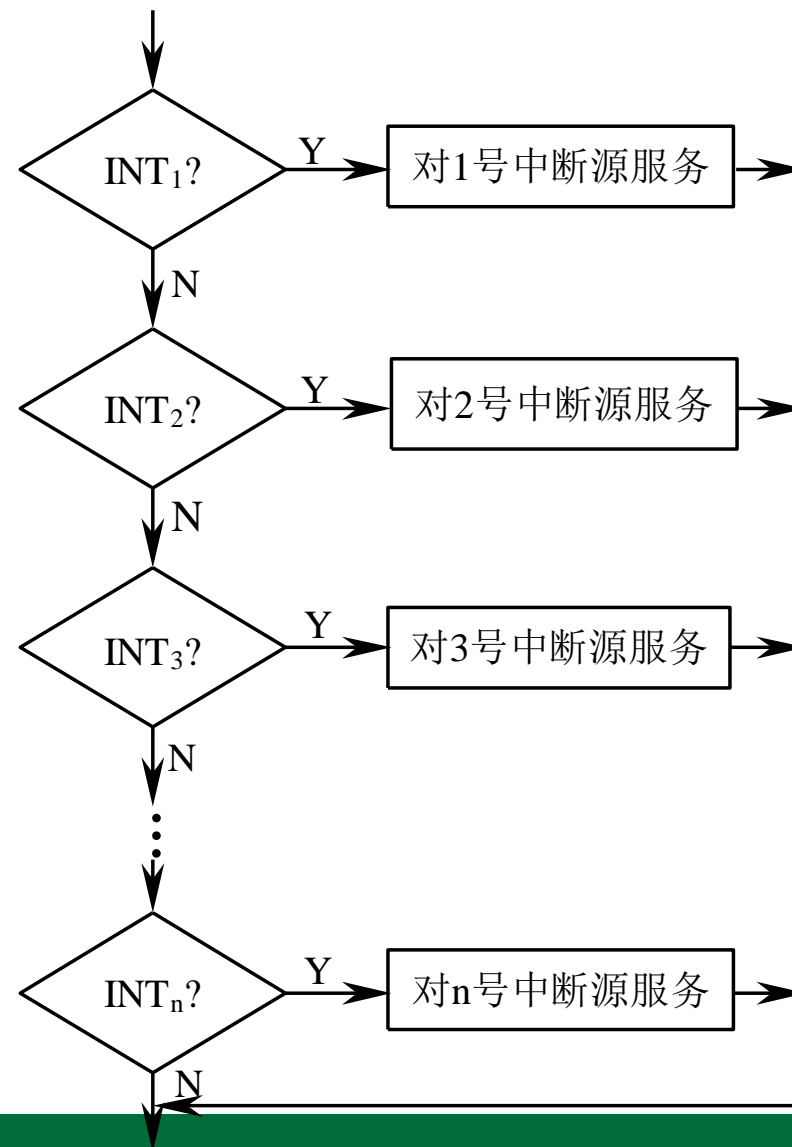 INT₁?
Y
对1号中断源服务
N
INT₂?
Y
对2号中断源服务
N
INT₃?
Y
对3号中断源服务
N
⋮
INTₙ?
Y
对n号中断源服务
N